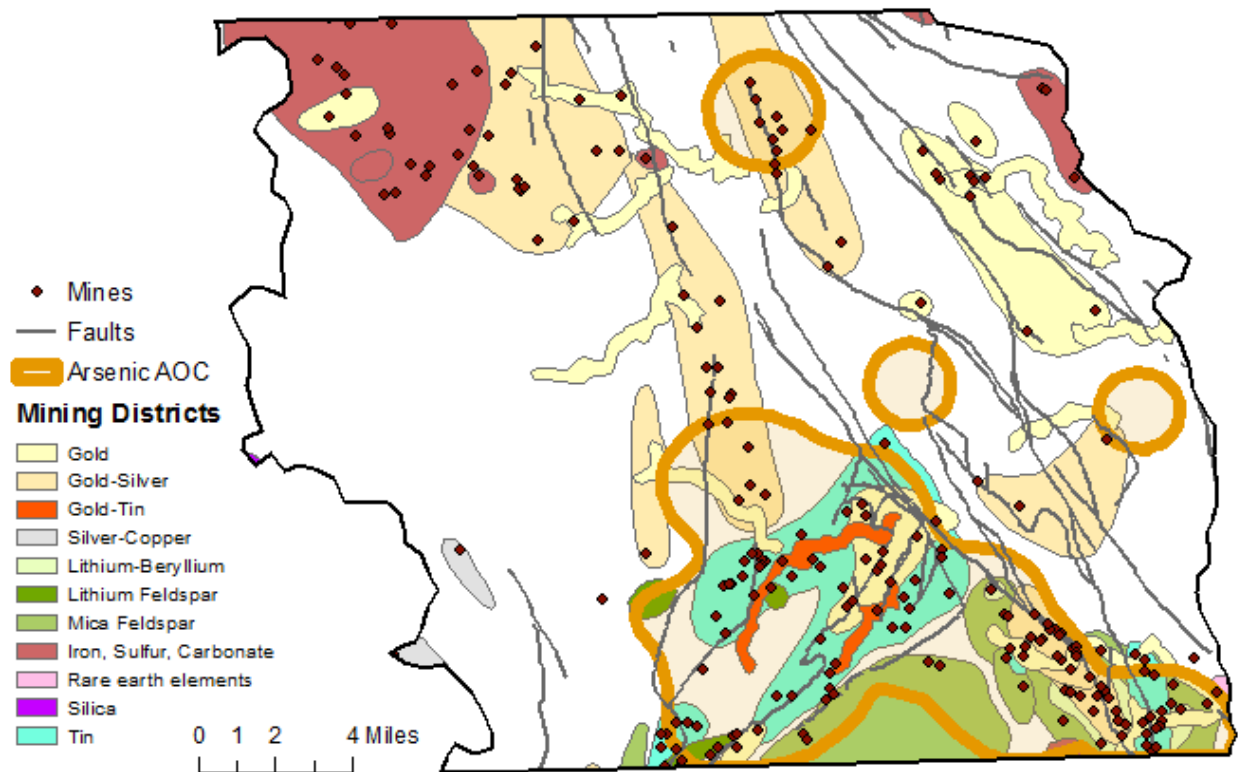 Mines
Faults
Arsenic AOC
Mining Districts
Gold
Gold-Silver
Gold-Tin
Silver-Copper
Lithium-Beryllium
Lithium Feldspar
Mica Feldspar
Iron, Sulfur, Carbonate
Rare earth elements
Silica
Tin
0 1 2 4 Miles